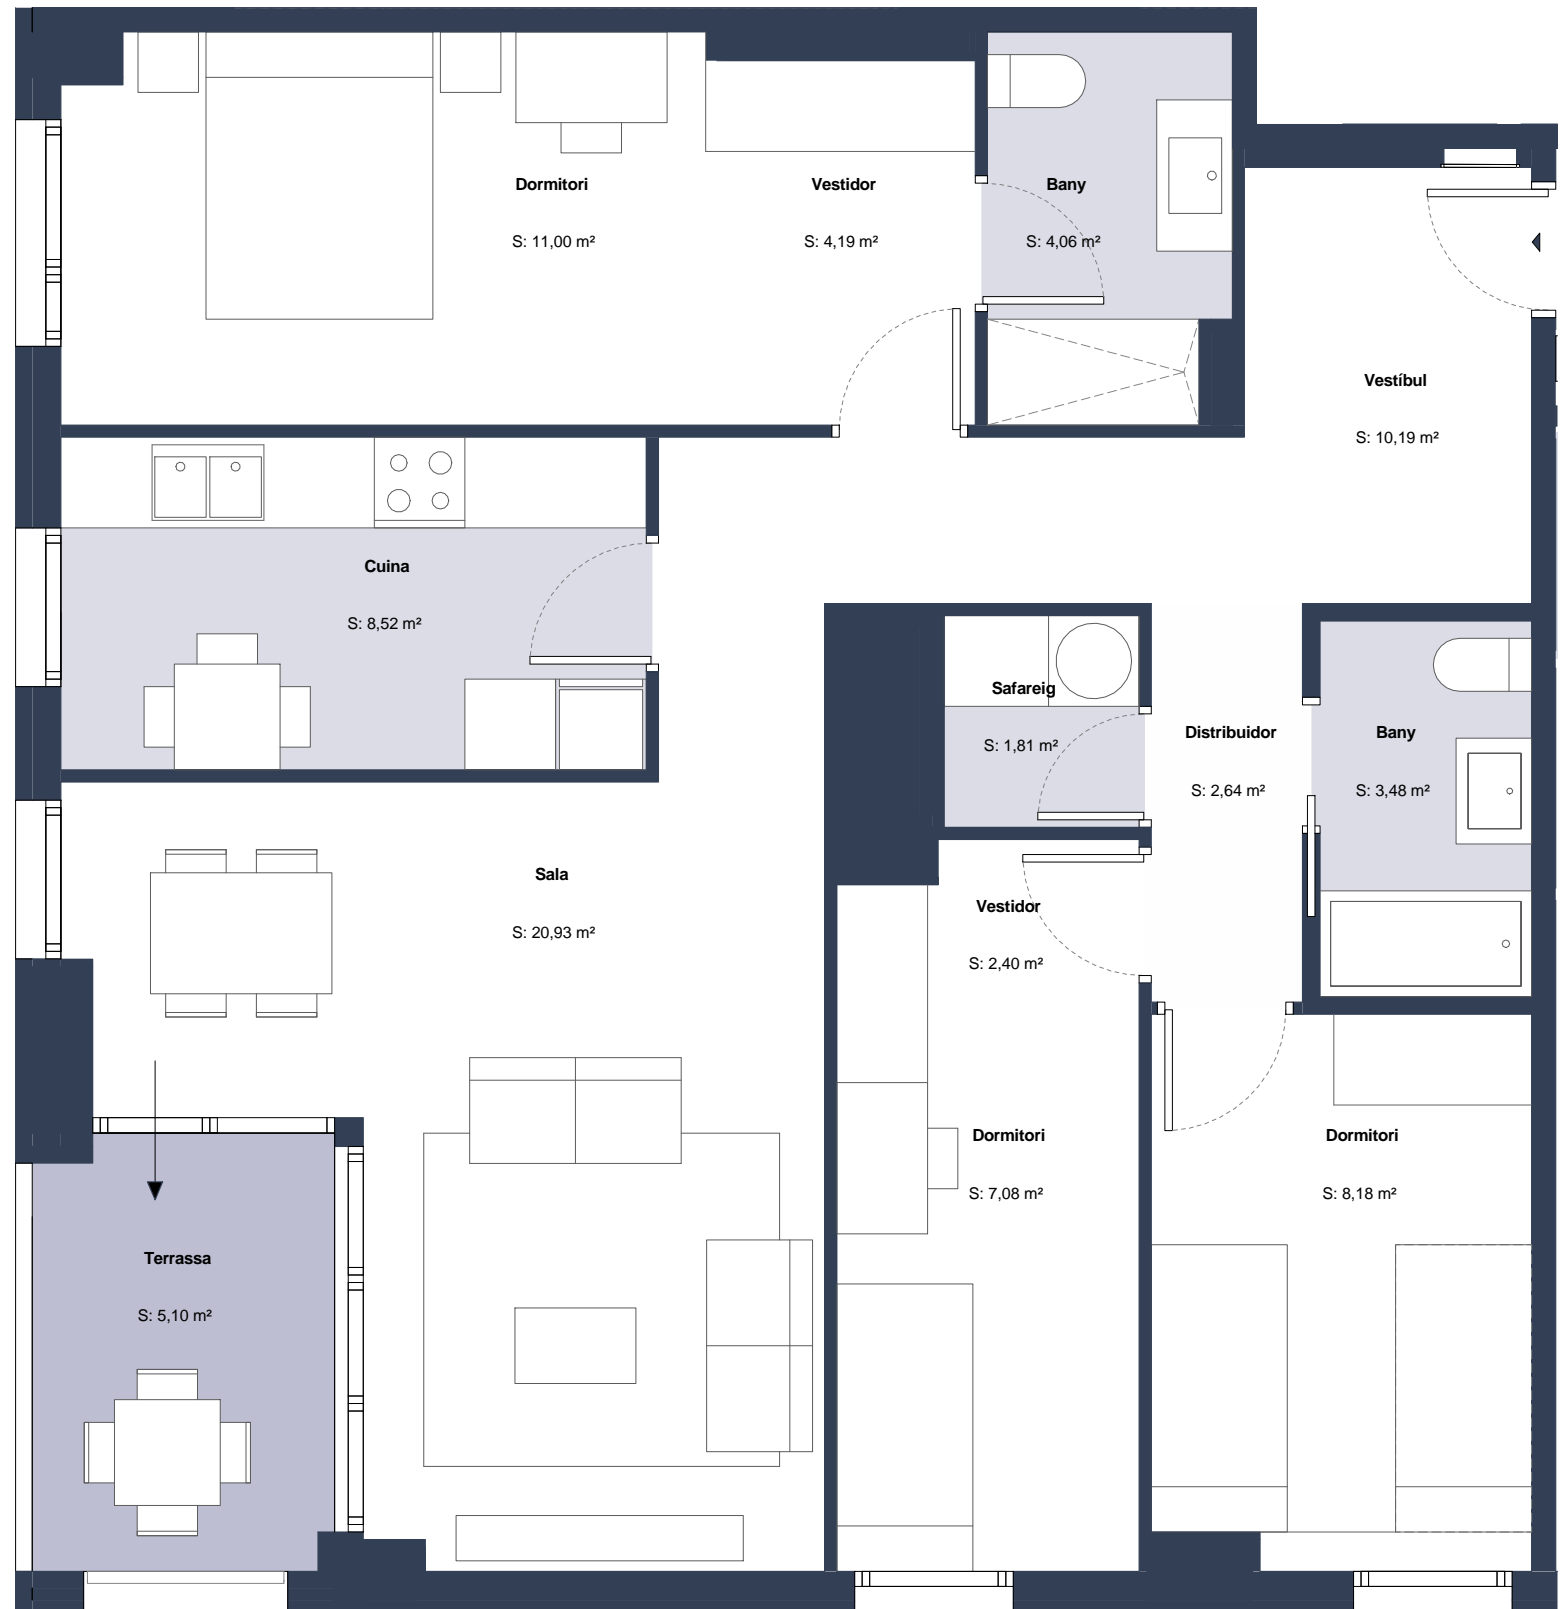 Dormitori
S: 11,00 m²
Vestidor
S: 4,19 m²
Bany
S: 4,06 m²
Vestíbul
S: 10,19 m²
Cuina
S: 8,52 m²
Safareig
S: 1,81 m²
Distribuidor
S: 2,64 m²
Bany
S: 3,48 m²
Sala
S: 20,93 m²
Vestidor
S: 2,40 m²
Dormitori
S: 7,08 m²
Dormitori
S: 8,18 m²
Terrassa
S: 5,10 m²